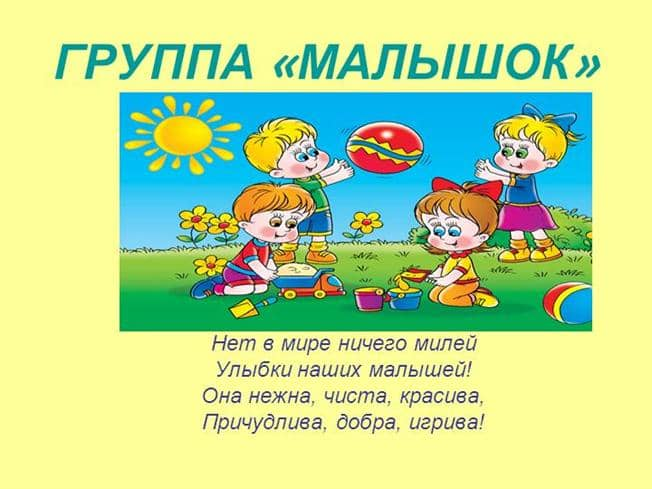 ГРУППА «МАЛЫШОК»
Нет в мире ничего милей
Улыбки наших малышей!
Она нежна, чиста, красива,
Причудлива, добра, игрива!